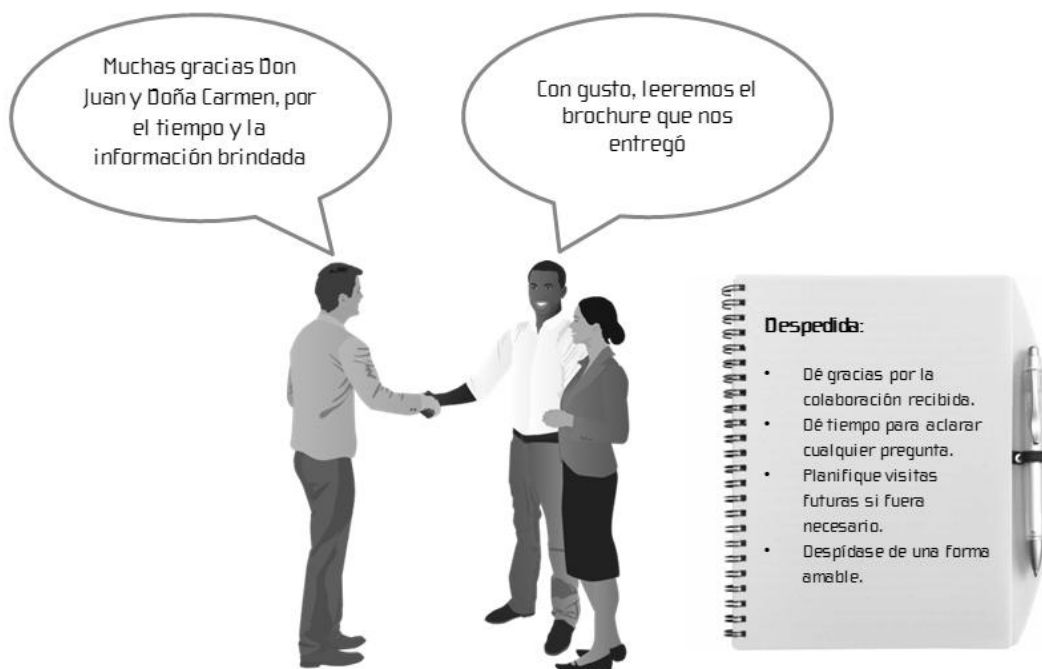 Muchas gracias Don
Juan y Doña Carmen, por
el tiempo y la
información brindada
Con gusto, leeremos el
brochure que nos
entregó
Despedida:
• Dé gracias por la
colaboración recibida.
• Dé tiempo para aclarar
cualquier pregunta.
• Planifique visitas
futuras si fuera
necesario.
• Despídase de una forma
amable.